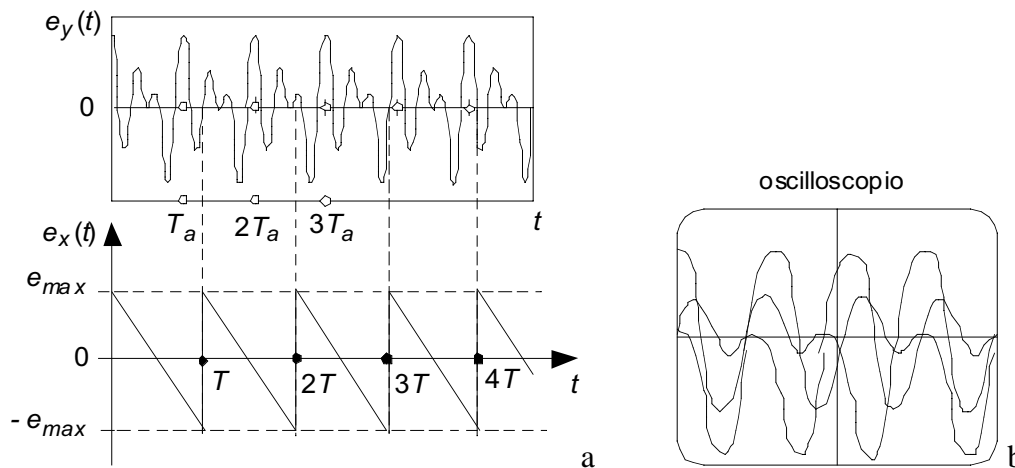 e_y(t)
0
T_a 2T_a 3T_a t
e_x(t)
e_max
0
T 2T 3T 4T t
- e_max
a
oscilloscopio
b